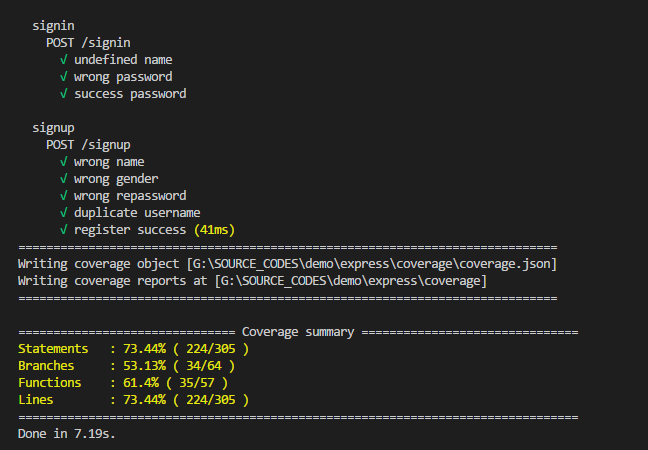 signin
POST /signin
√ undefined name
√ wrong password
√ success password
signup
POST /signup
√ wrong name
√ wrong gender
√ wrong repassword
√ duplicate username
√ register success (41ms)
=============================================================================
Writing coverage object [G:\SOURCE_CODES\demo\express\coverage\coverage.json]
Writing coverage reports at [G:\SOURCE_CODES\demo\express\coverage]
=============================================================================
=============================== Coverage summary ===============================
Statements   : 73.44% ( 224/305 )
Branches     : 53.13% ( 34/64 )
Functions    : 61.4% ( 35/57 )
Lines        : 73.44% ( 224/305 )
================================================================================
Done in 7.19s.